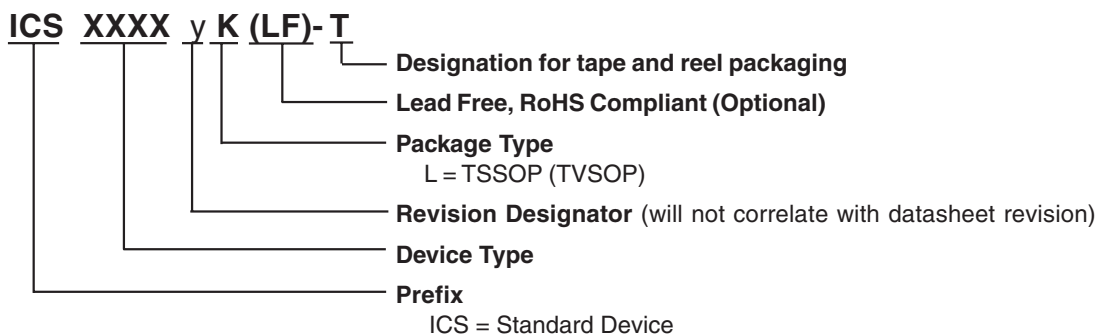 ICS XXXX y K (LF)- T
Designation for tape and reel packaging
Lead Free, RoHS Compliant (Optional)
Package Type
L = TSSOP (TVSOP)
Revision Designator (will not correlate with datasheet revision)
Device Type
Prefix
ICS = Standard Device